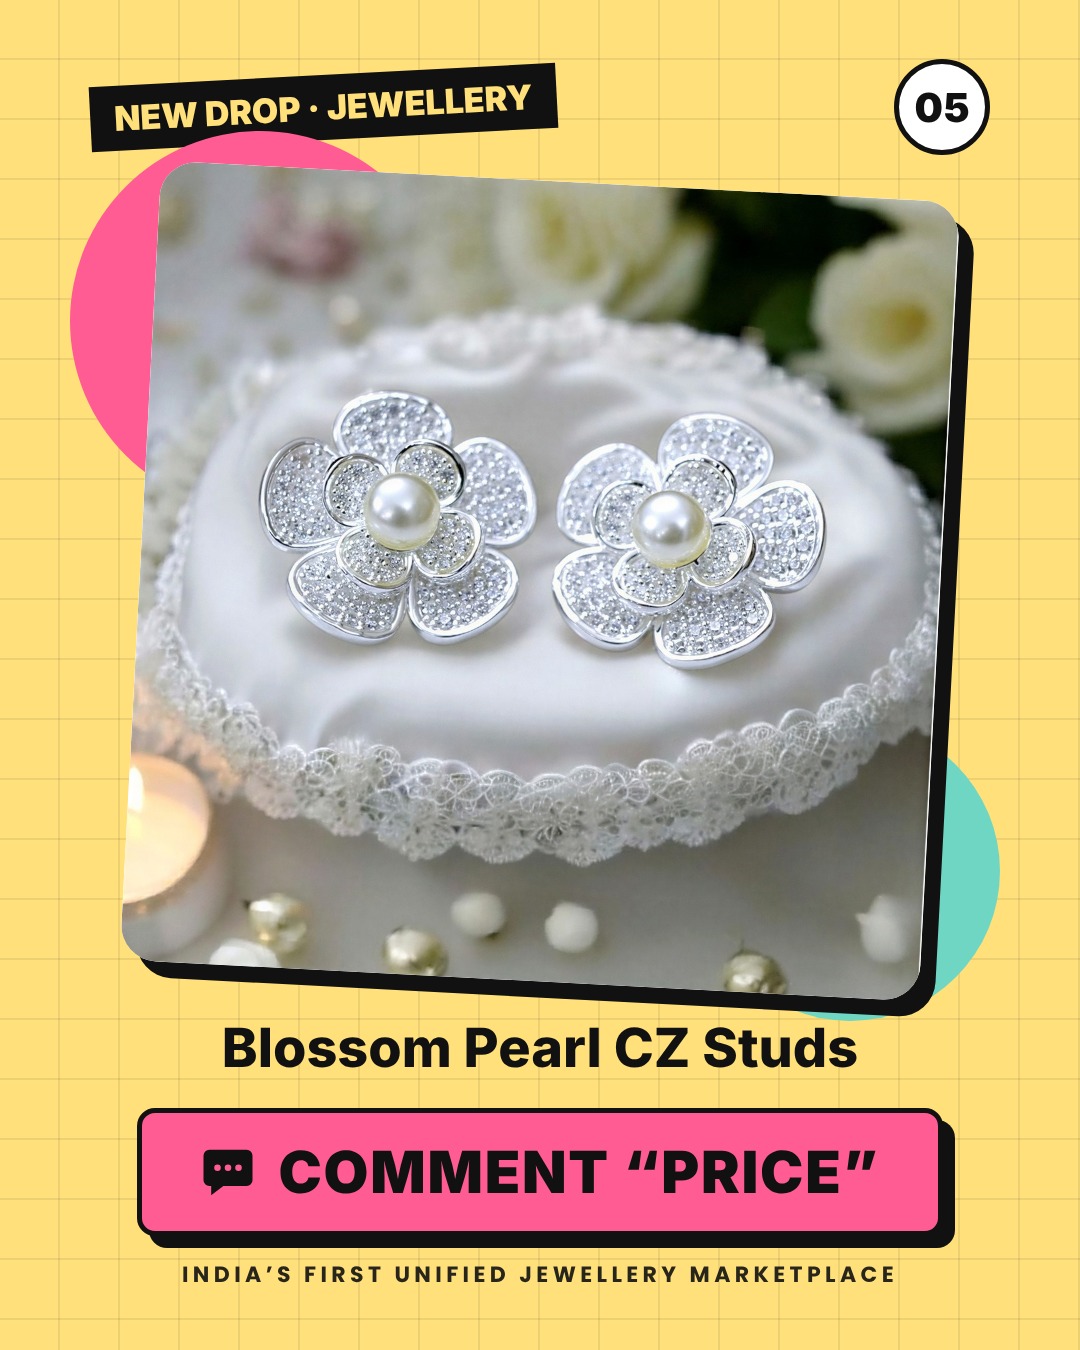 NEW DROP · JEWELLERY
05
Blossom Pearl CZ Studs
COMMENT “PRICE”
INDIA’S FIRST UNIFIED JEWELLERY MARKETPLACE